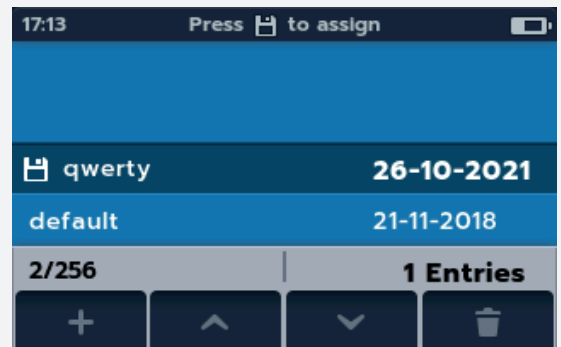 17:13 Press to assign
qwerty 26-10-2021
default 21-11-2018
2/256 1 Entries